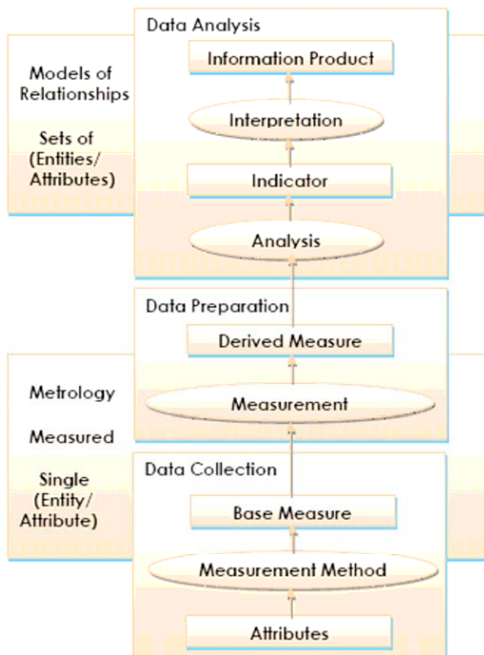 Data Analysis
Information Product
Interpretation
Indicator
Analysis
Models of
Relationships
Sets of
(Entities/
Attributes)
Data Preparation
Derived Measure
Measurement
Metrology
Measured
Single
(Entity/
Attribute)
Data Collection
Base Measure
Measurement Method
Attributes